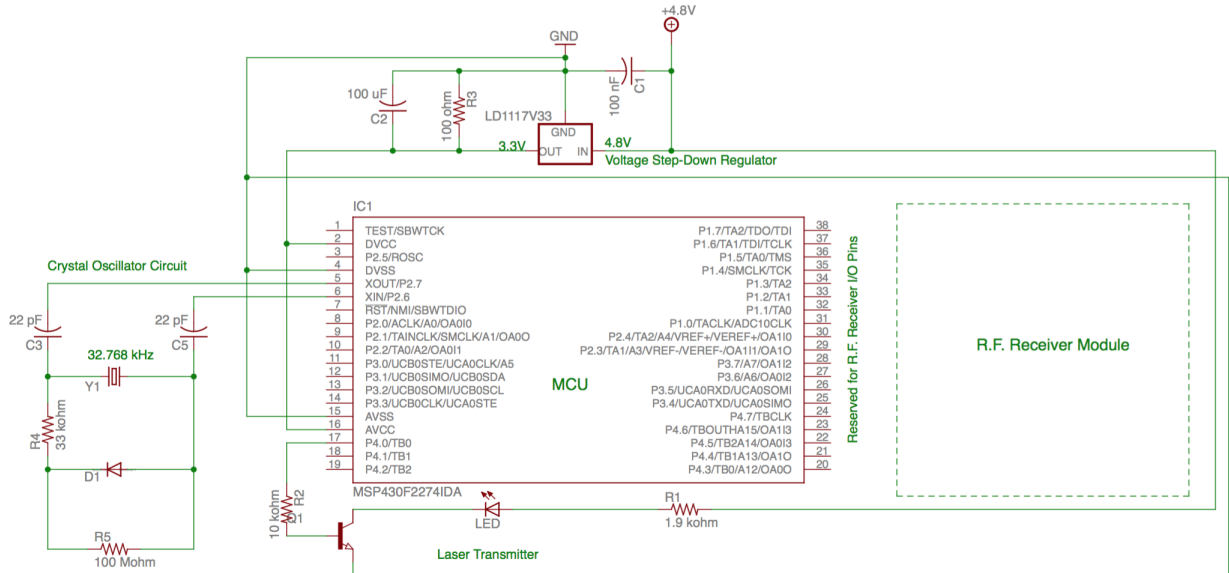 +4.8V
GND
100 uF
C2
100 ohm
R3
100 nF
C1
LD1117V33
GND
3.3V
OUT IN
4.8V
Voltage Step-Down Regulator
IC1
1 TEST/SBWTCK
2 DVCC
3 P2.5/ROSC
4 DVSS
5 XOUT/P2.7
6 XIN/P2.6
7 RST/NMI/SBWTDIO
8 P2.0/ACLK/A0/OA0I0
9 P2.1/TAINCLK/SMCLK/A1/OA0O
10 P2.2/TA0/A2/OA0I1
11 P3.0/UCB0STE/UCA0CLK/A5
12 P3.1/UCB0SIMO/UCB0SDA
13 P3.2/UCB0SOMI/UCB0SCL
14 P3.3/UCB0CLK/UCA0STE
15 AVSS
16 AVCC
17 P4.0/TB0
18 P4.1/TB1
19 P4.2/TB2
P1.7/TA2/TDO/TDI 38
P1.6/TA1/TDI/TCLK 37
P1.5/TA0/TMS 36
P1.4/SMCLK/TCK 35
P1.3/TA2 34
P1.2/TA1 33
P1.1/TA0 32
P1.0/TACLK/ADC10CLK 31
P2.4/TA2/A4/VREF+/VEREF+/OA1I0 30
P2.3/TA1/A3/VREF-/VEREF-/OA1I1/OA1O 29
P3.7/A7/OA1I2 28
P3.6/A6/OA0I2 27
P3.5/UCA0RXD/UCA0SOMI 26
P3.4/UCA0TXD/UCA0SIMO 25
P4.7/TBCLK 24
P4.6/TBOUTHA15/OA1I3 23
P4.5/TB2A14/OA0I3 22
P4.4/TB1A13/OA1O 21
P4.3/TB0/A12/OA0O 20
MCU
MSP430F2274IDA
Reserved for R.F. Receiver I/O Pins
R.F. Receiver Module
Crystal Oscillator Circuit
22 pF
C3
22 pF
C5
32.768 kHz
Y1
R4
33 kohm
D1
R5
100 Mohm
10 kohm
R2
Q1
LED
R1
1.9 kohm
Laser Transmitter